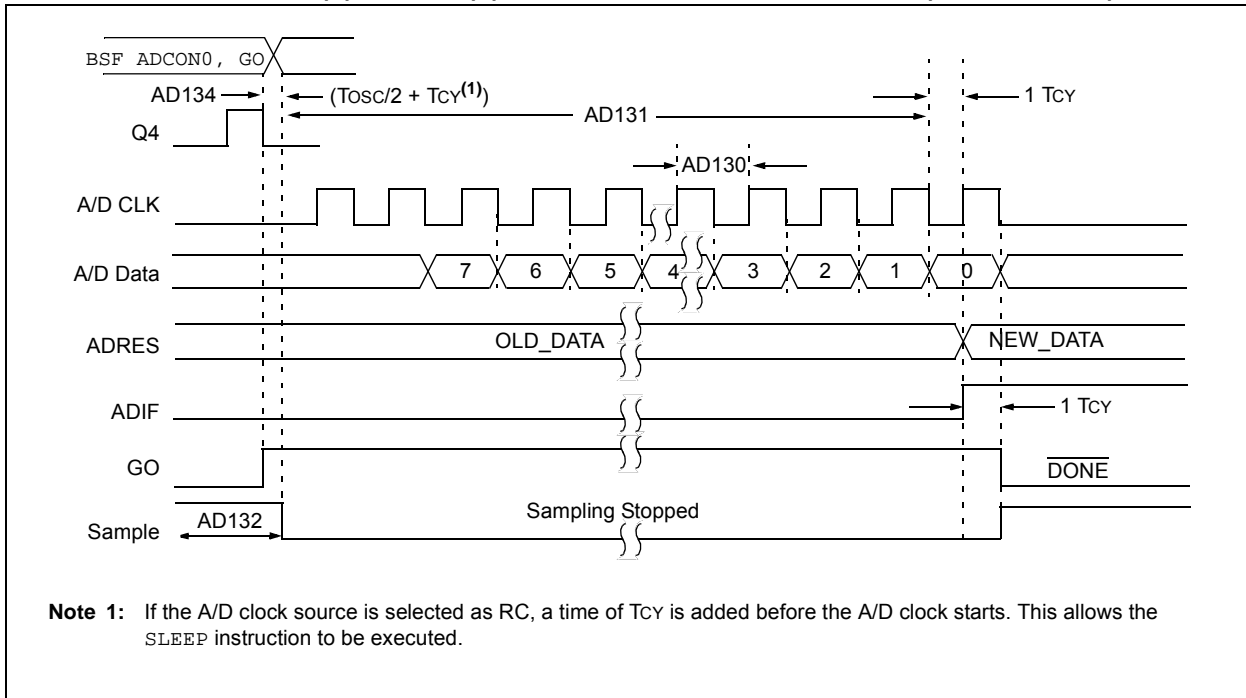 BSF ADCON0, GO
AD134
(TOSC/2 + TCY(1))
1 TCY
AD131
Q4
AD130
A/D CLK
A/D Data
7 6 5 4 3 2 1 0
ADRES
OLD_DATA
NEW_DATA
ADIF
1 TCY
GO
DONE
Sample
AD132
Sampling Stopped
Note 1: If the A/D clock source is selected as RC, a time of TCY is added before the A/D clock starts. This allows the
SLEEP instruction to be executed.